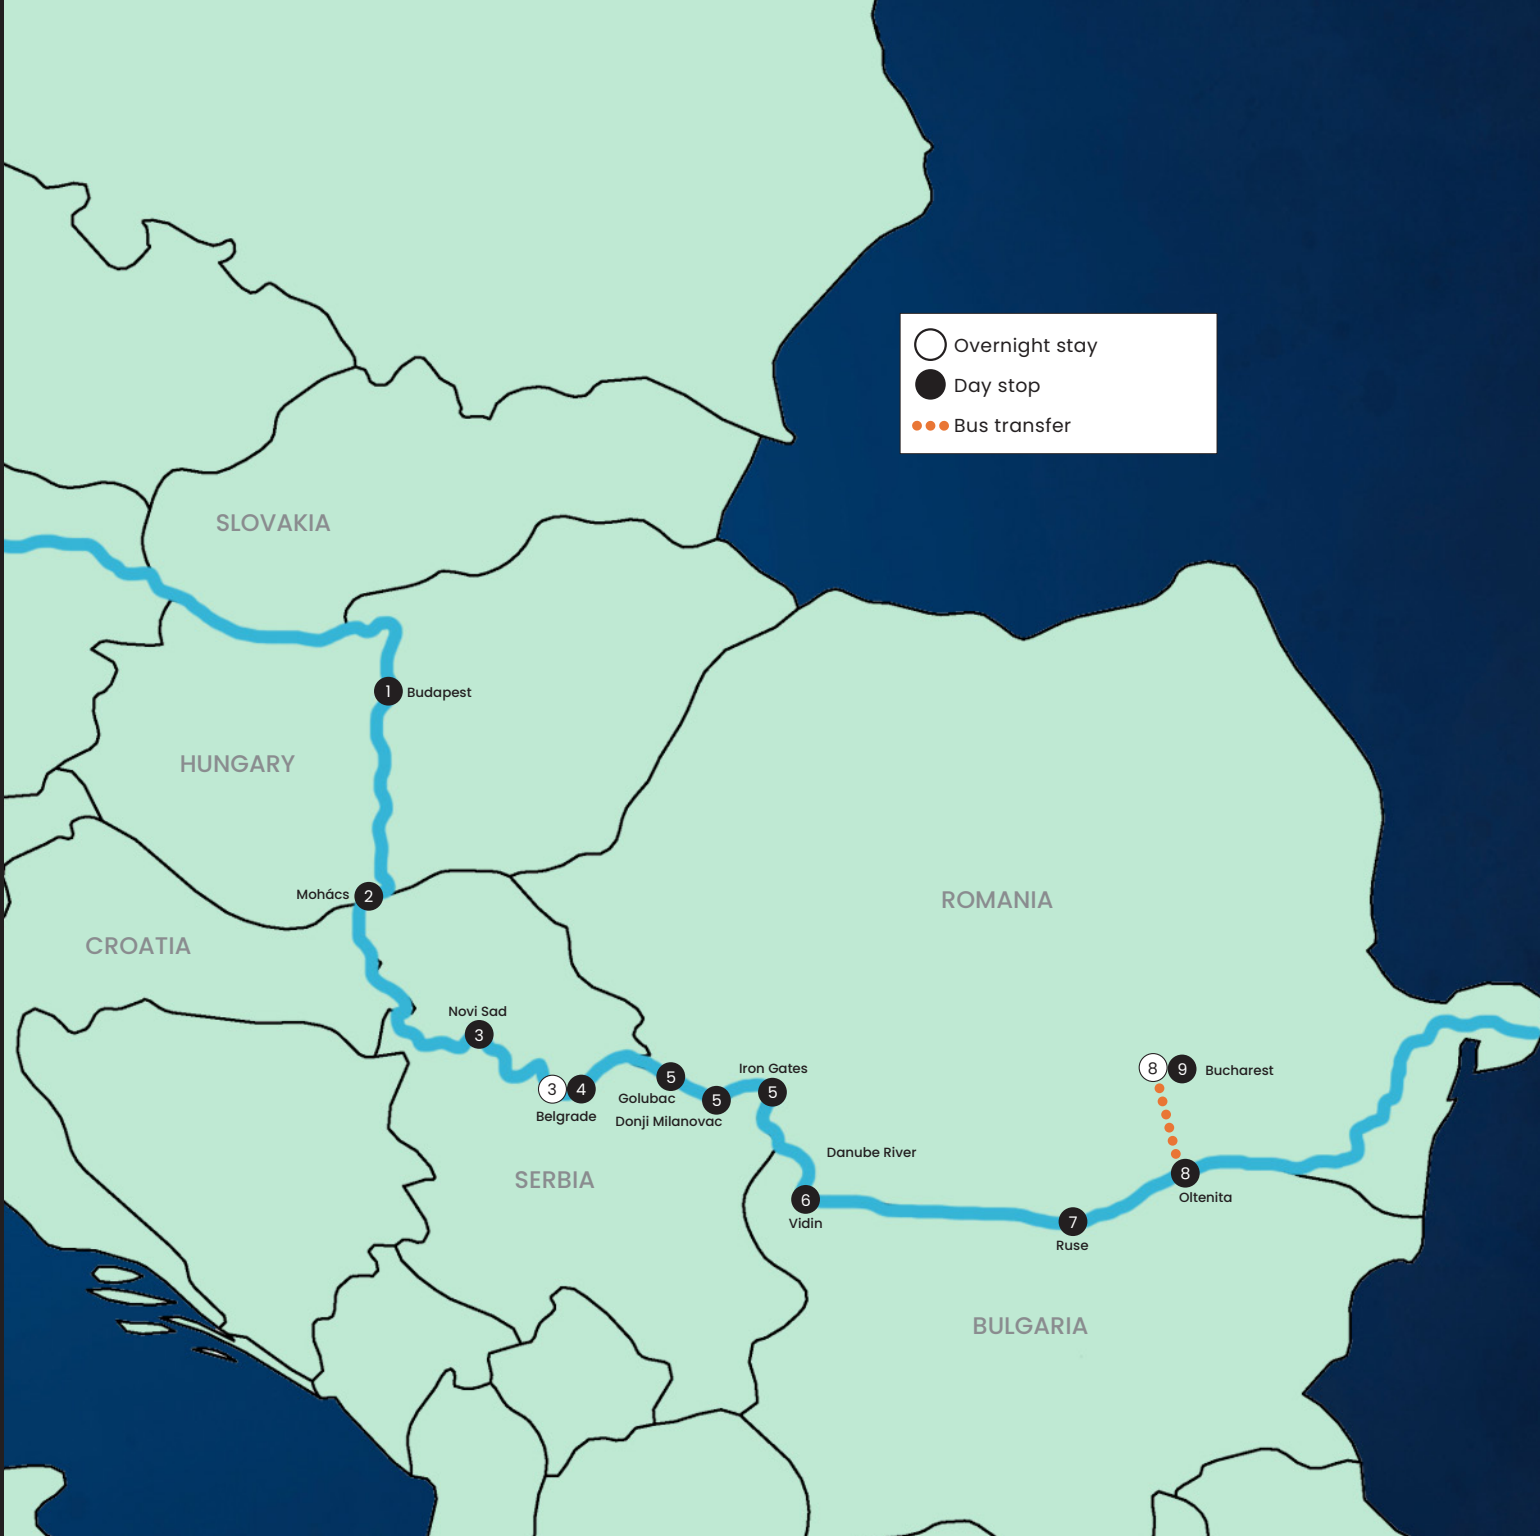 Overnight stay
Day stop
Bus transfer
SLOVAKIA
1 Budapest
HUNGARY
Mohács 2
ROMANIA
CROATIA
Novi Sad
3
Iron Gates
5
5
Golubac
5
Donji Milanovac
3 4
Belgrade
8 9 Bucharest
Danube River
SERBIA
6
Vidin
8
Oltenita
7
Ruse
BULGARIA